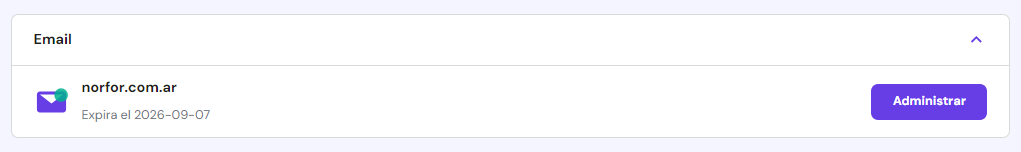 Email
norfor.com.ar
Expira el 2026-09-07
Administrar